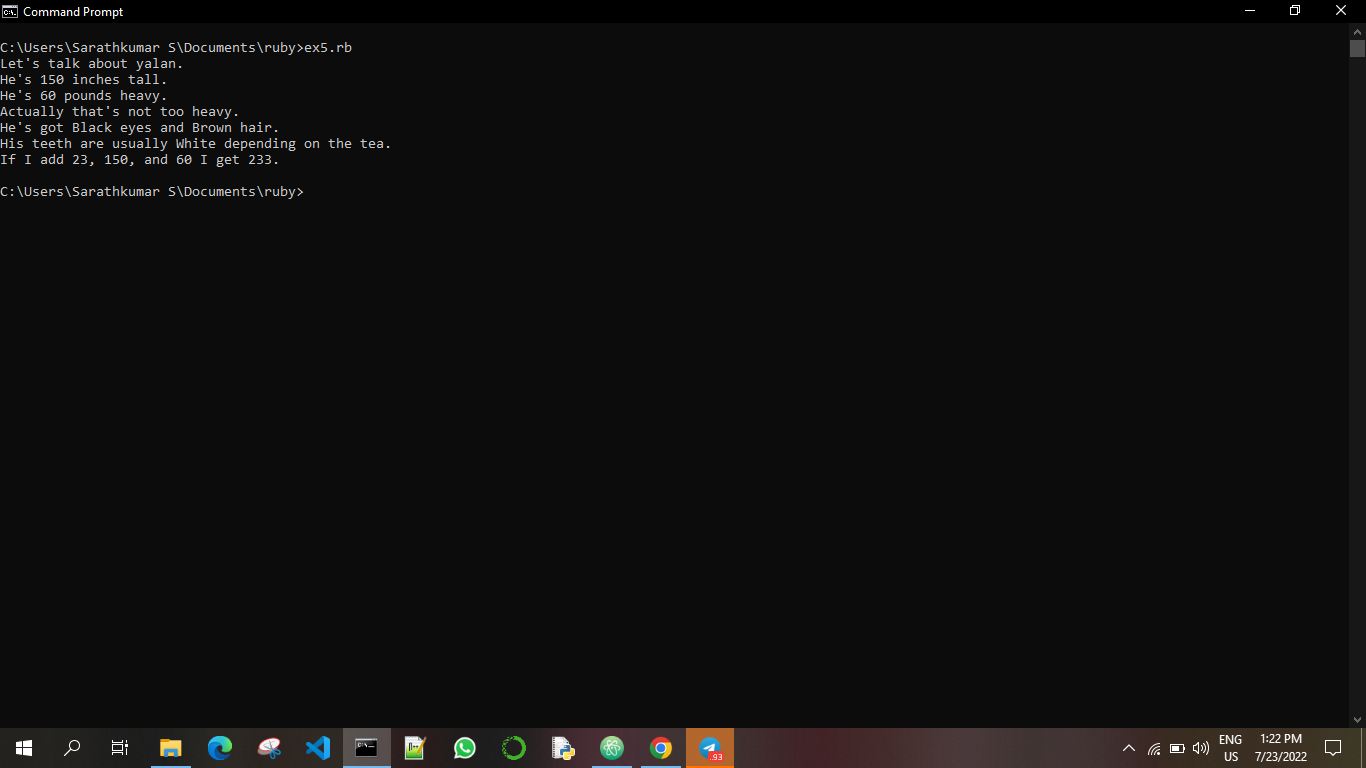 Command Prompt
C:\Users\Sarathkumar S\Documents\ruby>ex5.rb
Let's talk about yalan.
He's 150 inches tall.
He's 60 pounds heavy.
Actually that's not too heavy.
He's got Black eyes and Brown hair.
His teeth are usually White depending on the tea.
If I add 23, 150, and 60 I get 233.
C:\Users\Sarathkumar S\Documents\ruby>
.93
ENG
US
1:22 PM
7/23/2022